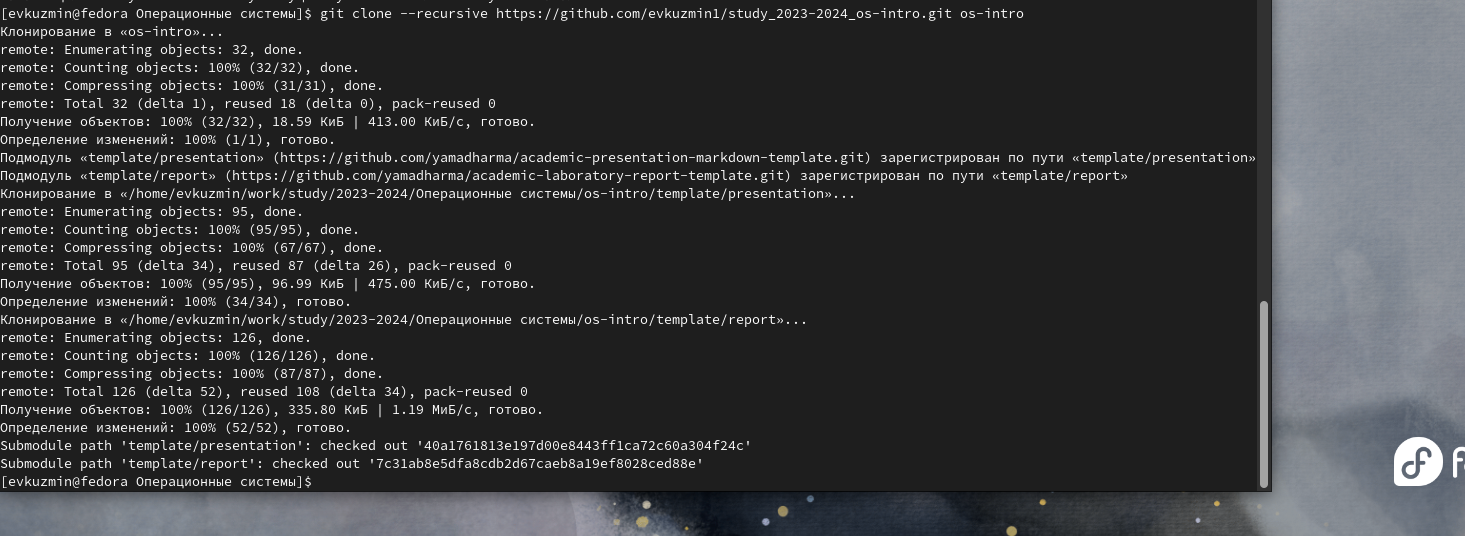 [evkuzmin@fedora Операционные системы]$ git clone --recursive https://github.com/evkuzmin1/study_2023-2024_os-intro.git os-intro
Клонирование в «os-intro»...
remote: Enumerating objects: 32, done.
remote: Counting objects: 100% (32/32), done.
remote: Compressing objects: 100% (31/31), done.
remote: Total 32 (delta 1), reused 18 (delta 0), pack-reused 0
Получение объектов: 100% (32/32), 18.59 КиБ | 413.00 КиБ/с, готово.
Определение изменений: 100% (1/1), готово.
Подмодуль «template/presentation» (https://github.com/yamadharma/academic-presentation-markdown-template.git) зарегистрирован по пути «template/presentation»
Подмодуль «template/report» (https://github.com/yamadharma/academic-laboratory-report-template.git) зарегистрирован по пути «template/report»
Клонирование в «/home/evkuzmin/work/study/2023-2024/Операционные системы/os-intro/template/presentation»...
remote: Enumerating objects: 95, done.
remote: Counting objects: 100% (95/95), done.
remote: Compressing objects: 100% (67/67), done.
remote: Total 95 (delta 34), reused 87 (delta 26), pack-reused 0
Получение объектов: 100% (95/95), 96.99 КиБ | 475.00 КиБ/с, готово.
Определение изменений: 100% (34/34), готово.
Клонирование в «/home/evkuzmin/work/study/2023-2024/Операционные системы/os-intro/template/report»...
remote: Enumerating objects: 126, done.
remote: Counting objects: 100% (126/126), done.
remote: Compressing objects: 100% (87/87), done.
remote: Total 126 (delta 52), reused 108 (delta 34), pack-reused 0
Получение объектов: 100% (126/126), 335.80 КиБ | 1.19 МиБ/с, готово.
Определение изменений: 100% (52/52), готово.
Submodule path 'template/presentation': checked out '40a1761813e197d00e8443ff1ca72c60a304f24c'
Submodule path 'template/report': checked out '7c31ab8e5dfa8cdb2d67caeb8a19ef8028ced88e'
[evkuzmin@fedora Операционные системы]$